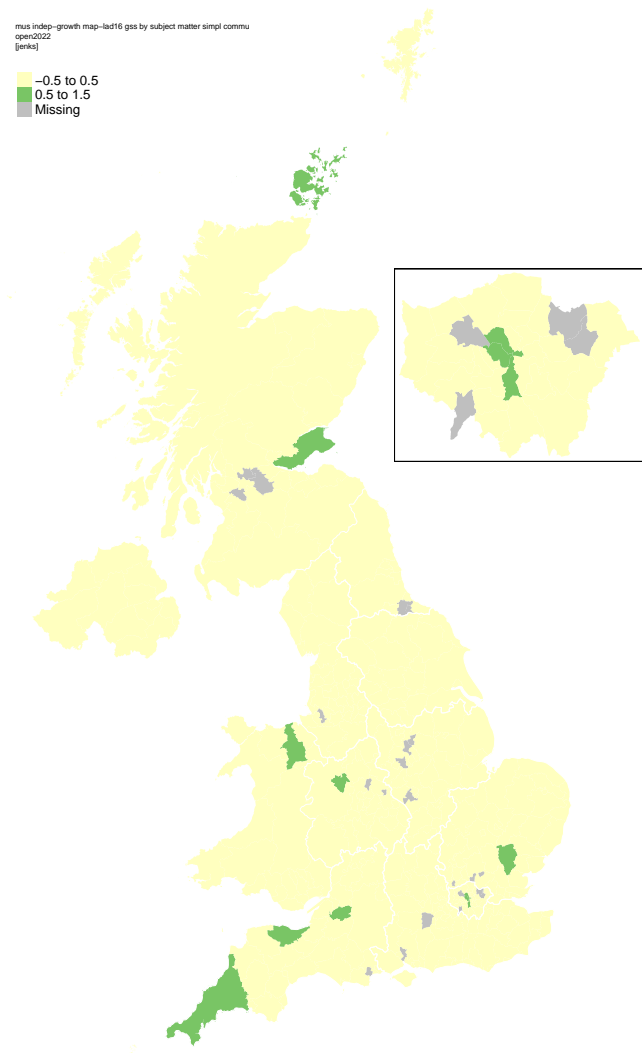 mus indep-growth map-lad16 gss by subject matter simpl commu
open2022
[jenks]
−0.5 to 0.5
0.5 to 1.5
Missing